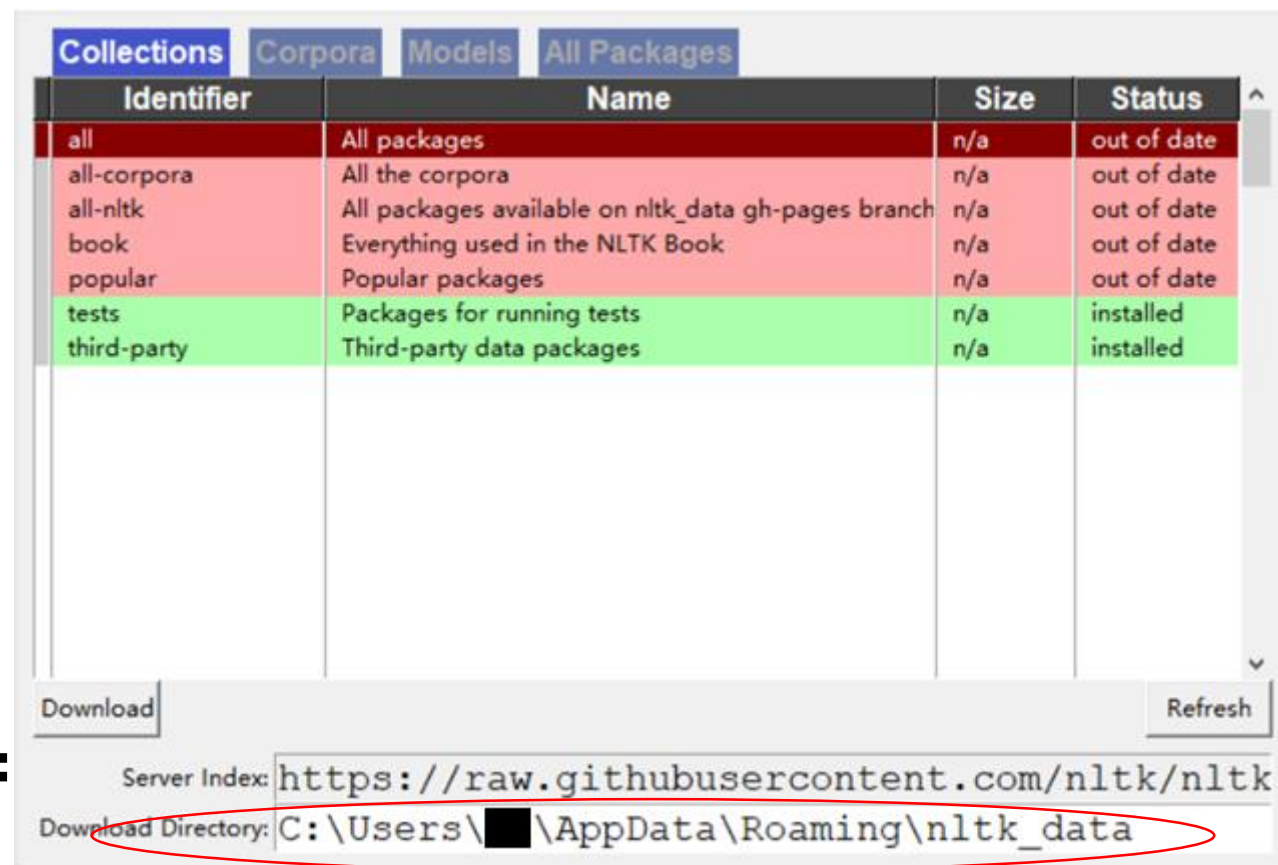 Collections Corpora Models All Packages
Identifier Name Size Status
all All packages n/a out of date
all-corpora All the corpora n/a out of date
all-nltk All packages available on nltk_data gh-pages branch n/a out of date
book Everything used in the NLTK Book n/a out of date
popular Popular packages n/a out of date
tests Packages for running tests n/a installed
third-party Third-party data packages n/a installed
Download Refresh
Server Index: https://raw.githubusercontent.com/nltk/nltk
Download Directory: C:\Users\ \AppData\Roaming\nltk_data